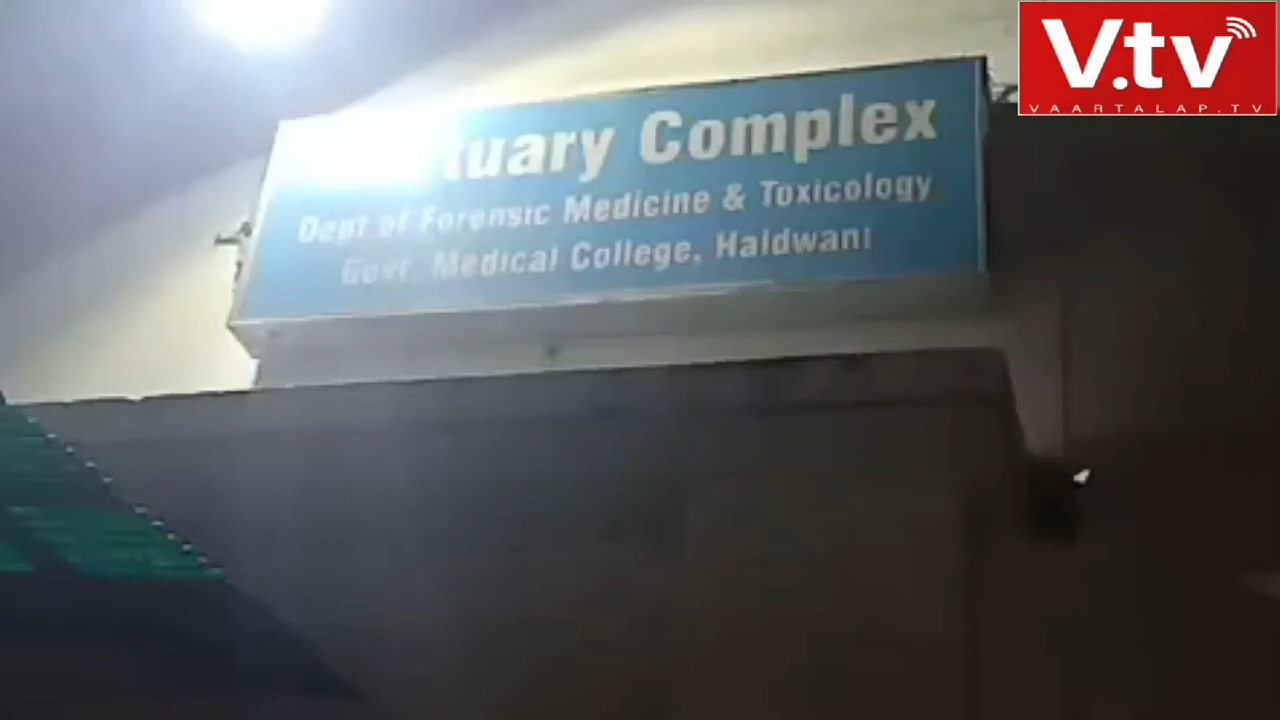 V.tv
VAARTALAP.TV
tuary Complex
Dept of Forensic Medicine & Toxicology
Govt. Medical College, Haldwani